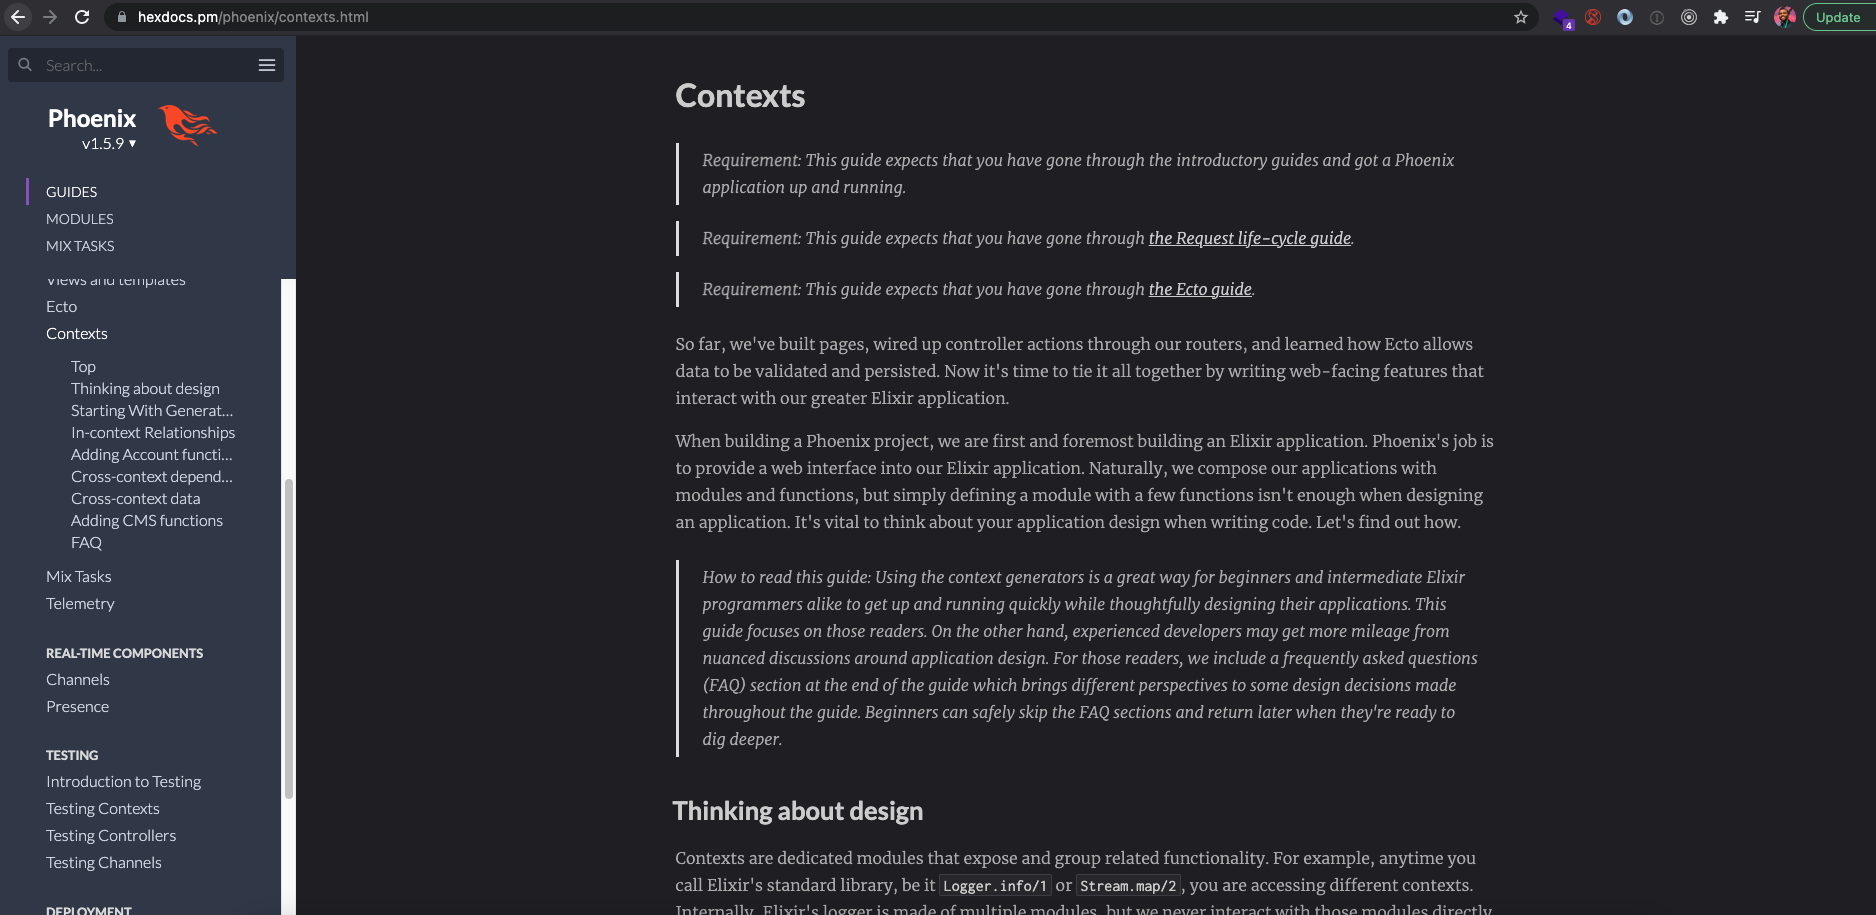 hexdocs.pm/phoenix/contexts.html
4
Update
Search...
Phoenix
v1.5.9 ▾
GUIDES
MODULES
MIX TASKS
Views and templates
Ecto
Contexts
Top
Thinking about design
Starting With Generat...
In-context Relationships
Adding Account functi...
Cross-context depend...
Cross-context data
Adding CMS functions
FAQ
Mix Tasks
Telemetry
REAL-TIME COMPONENTS
Channels
Presence
TESTING
Introduction to Testing
Testing Contexts
Testing Controllers
Testing Channels
DEPLOYMENT
Contexts
Requirement: This guide expects that you have gone through the introductory guides and got a Phoenix
application up and running.
Requirement: This guide expects that you have gone through the Request life-cycle guide.
Requirement: This guide expects that you have gone through the Ecto guide.
So far, we've built pages, wired up controller actions through our routers, and learned how Ecto allows
data to be validated and persisted. Now it's time to tie it all together by writing web-facing features that
interact with our greater Elixir application.
When building a Phoenix project, we are first and foremost building an Elixir application. Phoenix's job is
to provide a web interface into our Elixir application. Naturally, we compose our applications with
modules and functions, but simply defining a module with a few functions isn't enough when designing
an application. It's vital to think about your application design when writing code. Let's find out how.
How to read this guide: Using the context generators is a great way for beginners and intermediate Elixir
programmers alike to get up and running quickly while thoughtfully designing their applications. This
guide focuses on those readers. On the other hand, experienced developers may get more mileage from
nuanced discussions around application design. For those readers, we include a frequently asked questions
(FAQ) section at the end of the guide which brings different perspectives to some design decisions made
throughout the guide. Beginners can safely skip the FAQ sections and return later when they're ready to
dig deeper.
Thinking about design
Contexts are dedicated modules that expose and group related functionality. For example, anytime you
call Elixir's standard library, be it Logger.info/1 or Stream.map/2, you are accessing different contexts.
Internally, Elixir's logger is made of multiple modules, but we never interact with those modules directly